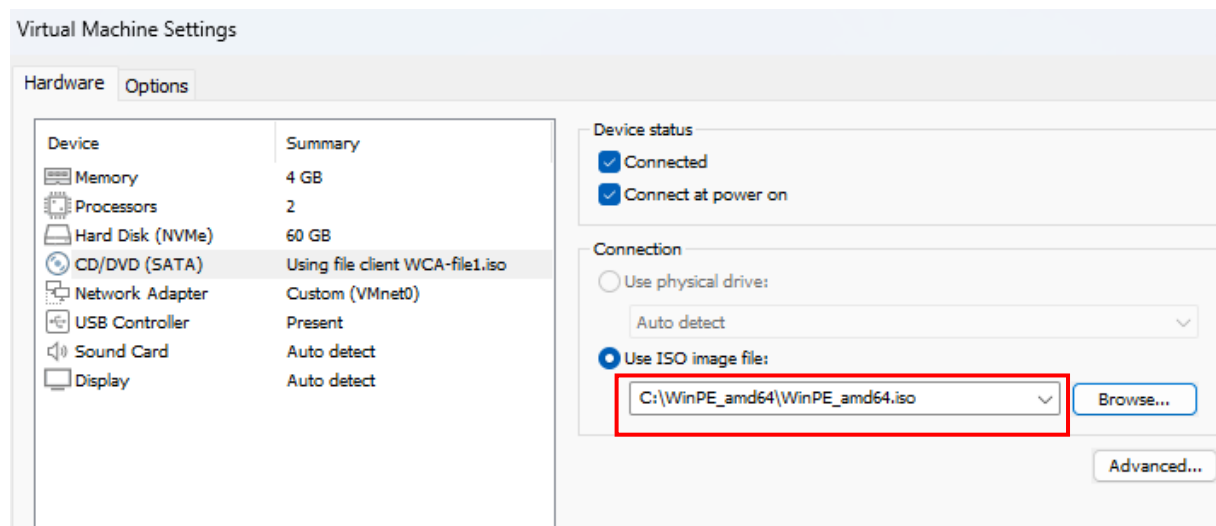 Virtual Machine Settings
Hardware Options
Device Summary
Memory 4 GB
Processors 2
Hard Disk (NVMe) 60 GB
CD/DVD (SATA) Using file client WCA-file1.iso
Network Adapter Custom (VMnet0)
USB Controller Present
Sound Card Auto detect
Display Auto detect
Device status
Connected
Connect at power on
Connection
Use physical drive:
Auto detect
Use ISO image file:
C:\WinPE_amd64\WinPE_amd64.iso Browse...
Advanced...